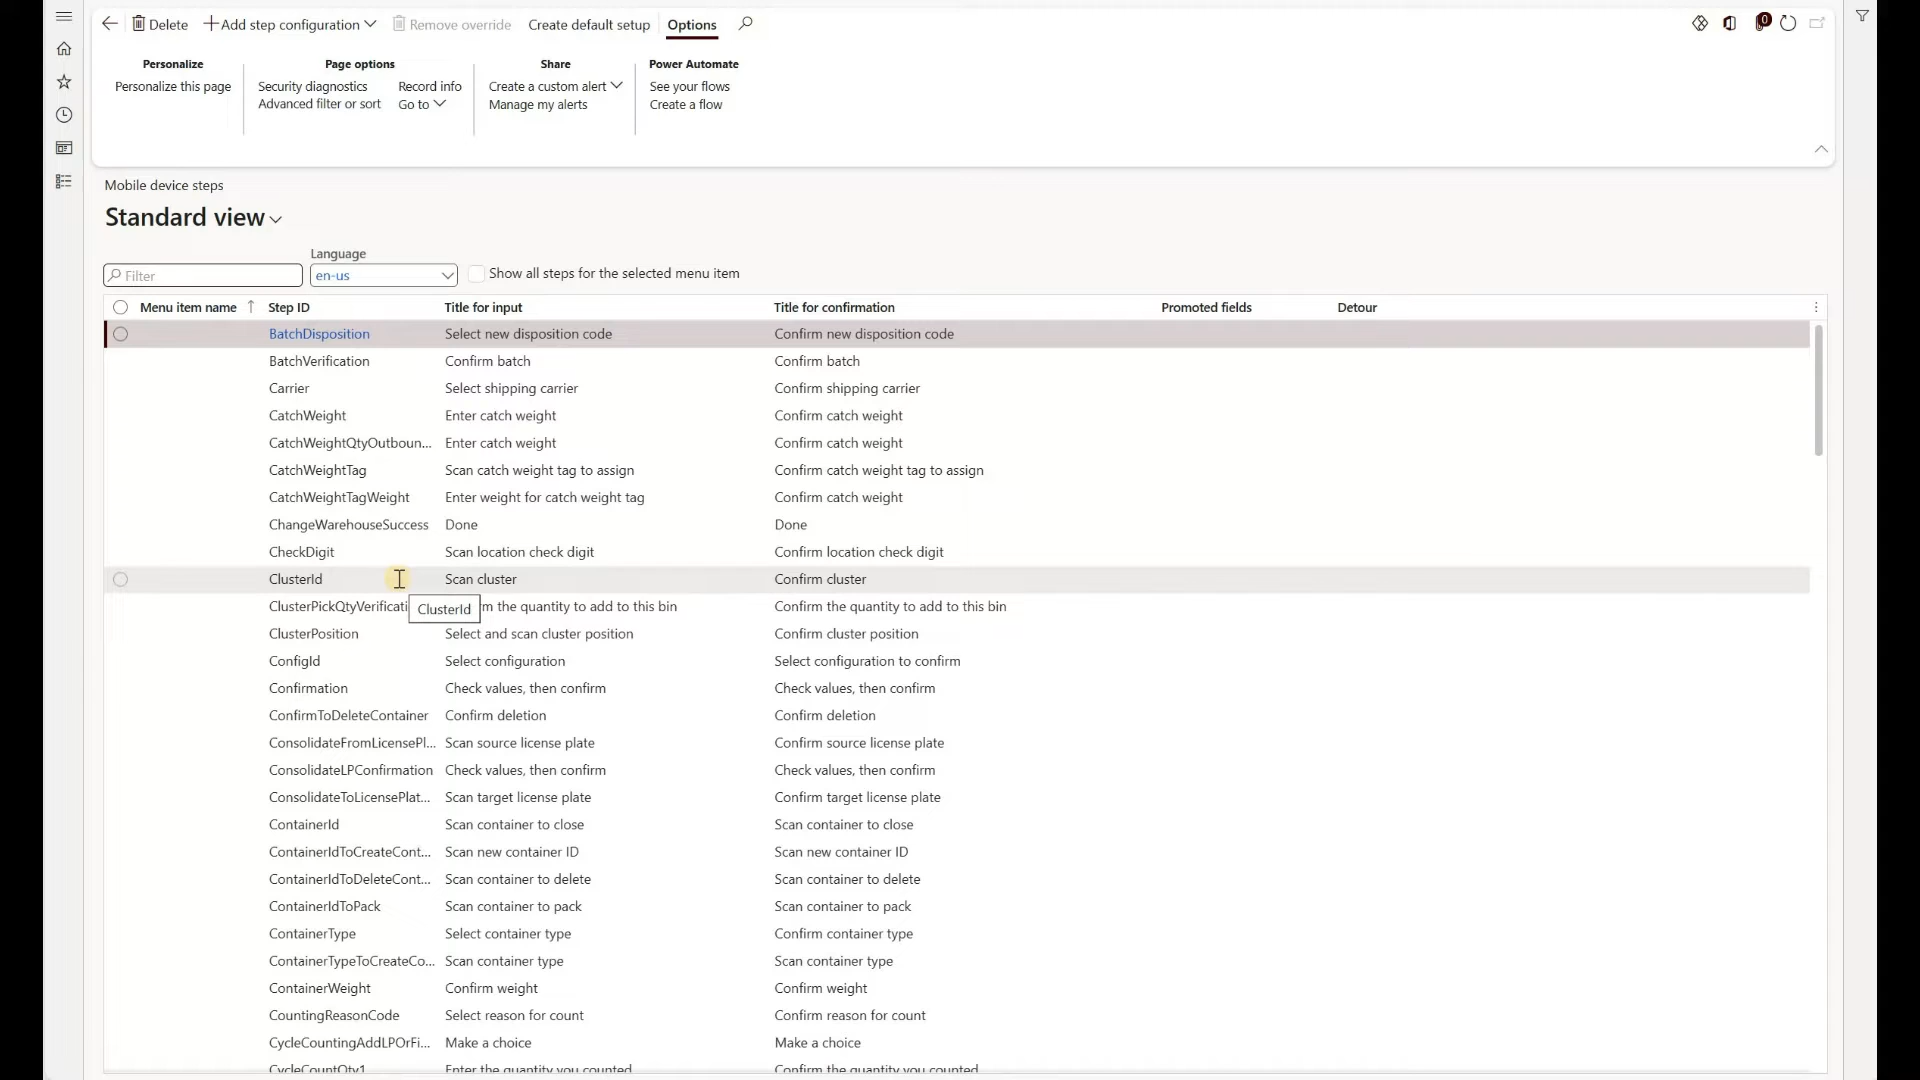 Delete Add step configuration Remove override Create default setup Options 0
Personalize Page options Share Power Automate
Personalize this page Security diagnostics Record info Create a custom alert See your flows
Advanced filter or sort Go to Manage my alerts Create a flow
Mobile device steps
Standard view
Language
Filter en-us Show all steps for the selected menu item
Menu item name Step ID Title for input Title for confirmation Promoted fields Detour
BatchDisposition Select new disposition code Confirm new disposition code
BatchVerification Confirm batch Confirm batch
Carrier Select shipping carrier Confirm shipping carrier
CatchWeight Enter catch weight Confirm catch weight
CatchWeightQtyOutboun... Enter catch weight Confirm catch weight
CatchWeightTag Scan catch weight tag to assign Confirm catch weight tag to assign
CatchWeightTagWeight Enter weight for catch weight tag Confirm catch weight
ChangeWarehouseSuccess Done Done
CheckDigit Scan location check digit Confirm location check digit
ClusterId Scan cluster Confirm cluster
ClusterPickQtyVerificati ClusterId m the quantity to add to this bin Confirm the quantity to add to this bin
ClusterPosition Select and scan cluster position Confirm cluster position
ConfigId Select configuration Select configuration to confirm
Confirmation Check values, then confirm Check values, then confirm
ConfirmToDeleteContainer Confirm deletion Confirm deletion
ConsolidateFromLicensePl... Scan source license plate Confirm source license plate
ConsolidateLPConfirmation Check values, then confirm Check values, then confirm
ConsolidateToLicensePlat... Scan target license plate Confirm target license plate
ContainerId Scan container to close Scan container to close
ContainerIdToCreateCont... Scan new container ID Scan new container ID
ContainerIdToDeleteCont... Scan container to delete Scan container to delete
ContainerIdToPack Scan container to pack Scan container to pack
ContainerType Select container type Confirm container type
ContainerTypeToCreateCo... Scan container type Scan container type
ContainerWeight Confirm weight Confirm weight
CountingReasonCode Select reason for count Confirm reason for count
CycleCountingAddLPOrFi... Make a choice Make a choice
CycleCountQty1 Enter the quantity you counted Confirm the quantity you counted